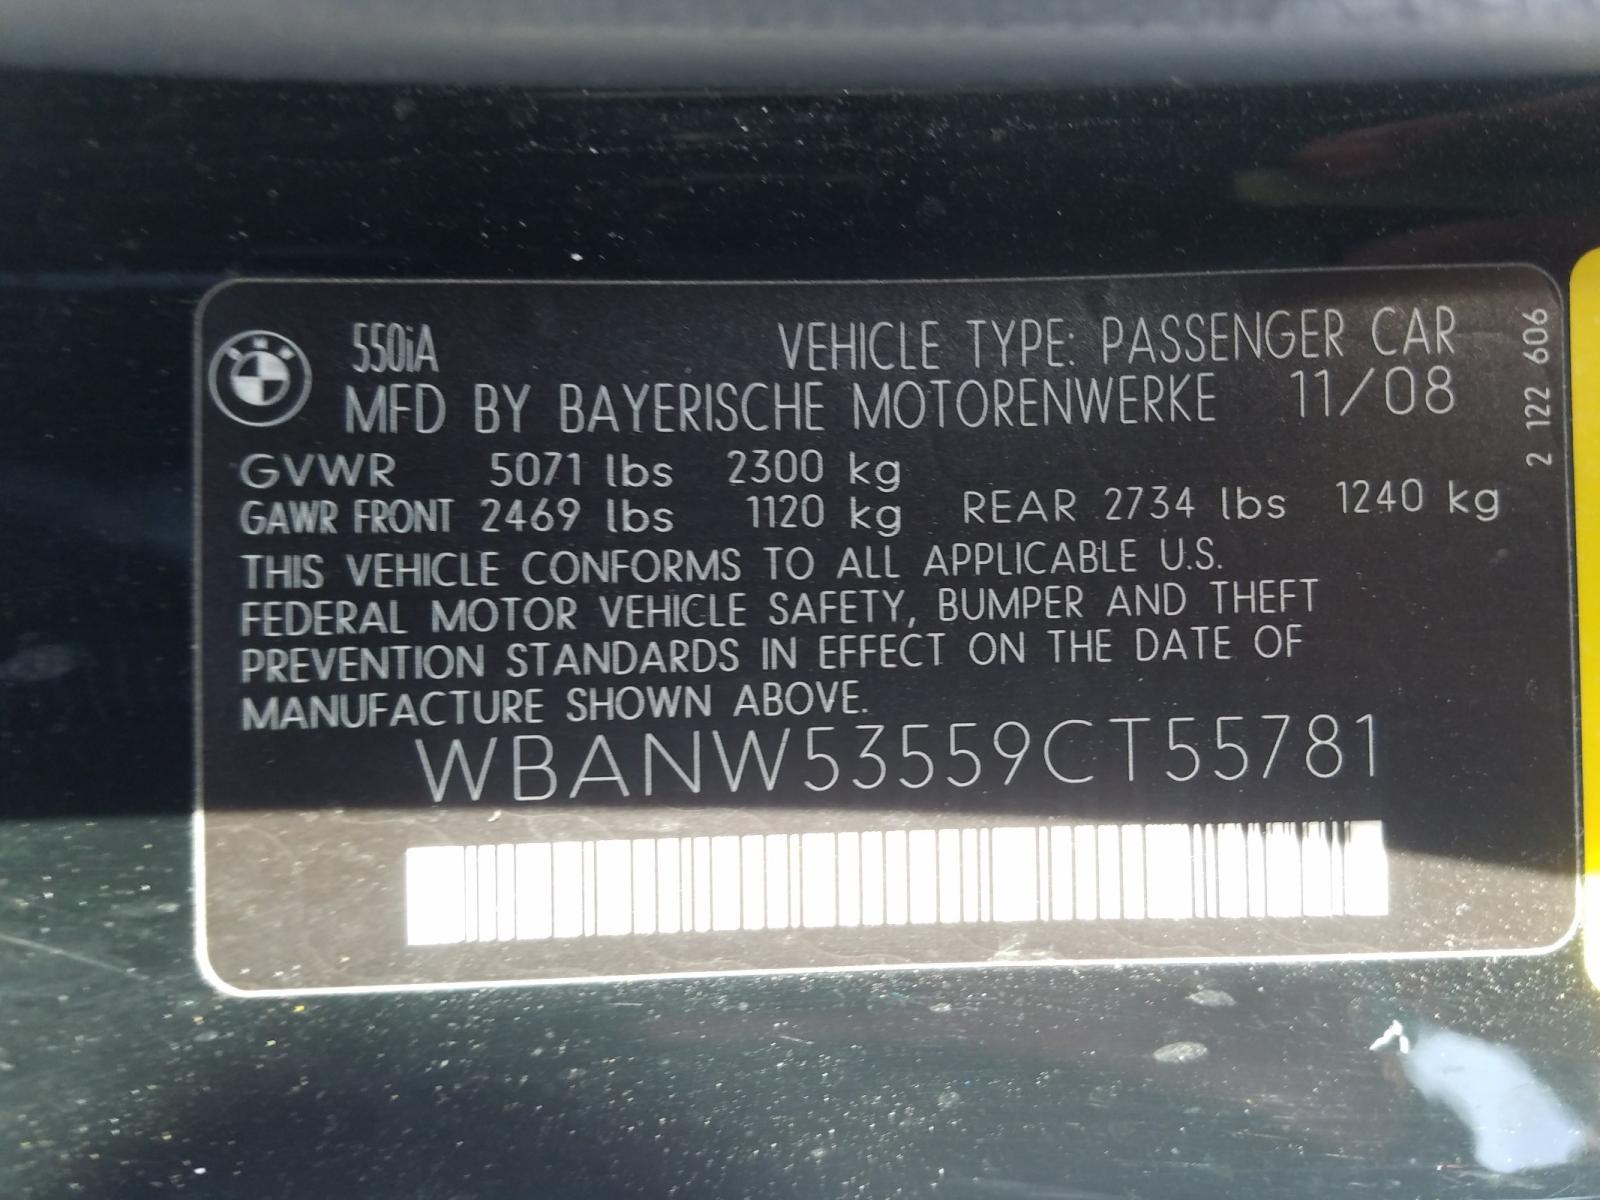 BMW
550iA
VEHICLE TYPE: PASSENGER CAR
MFD BY BAYERISCHE MOTORENWERKE 11/08
GVWR 5071 lbs 2300 kg
GAWR FRONT 2469 lbs 1120 kg REAR 2734 lbs 1240 kg
THIS VEHICLE CONFORMS TO ALL APPLICABLE U.S.
FEDERAL MOTOR VEHICLE SAFETY, BUMPER AND THEFT
PREVENTION STANDARDS IN EFFECT ON THE DATE OF
MANUFACTURE SHOWN ABOVE.
WBANW53559CT55781
2 122 606